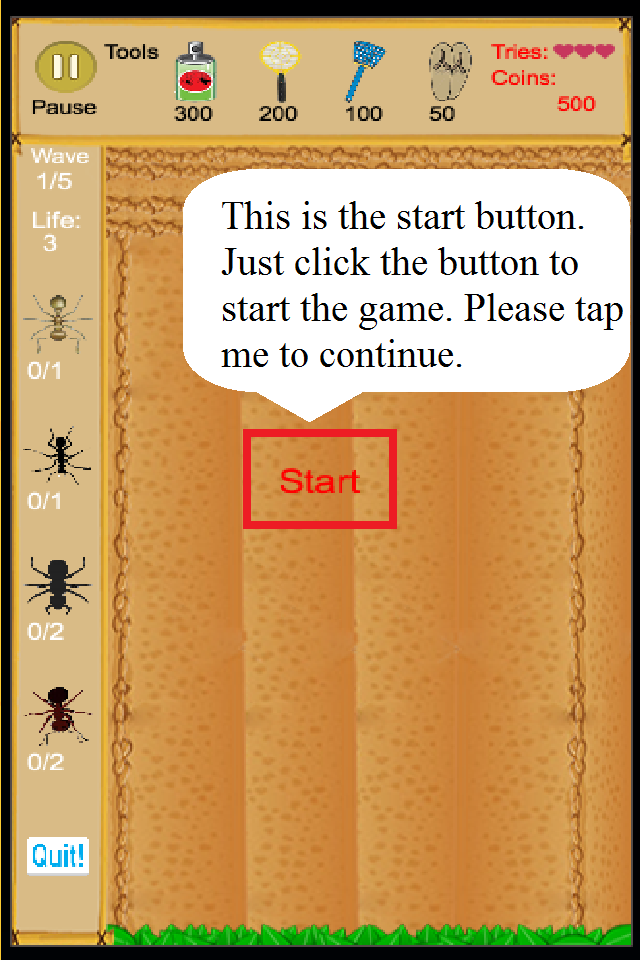 Tools
Tries:
Coins:
500
Pause
300
200
100
50
Wave
1/5
Life:
3
This is the start button.
Just click the button to
start the game. Please tap
me to continue.
0/1
Start
0/1
0/2
0/2
Quit!